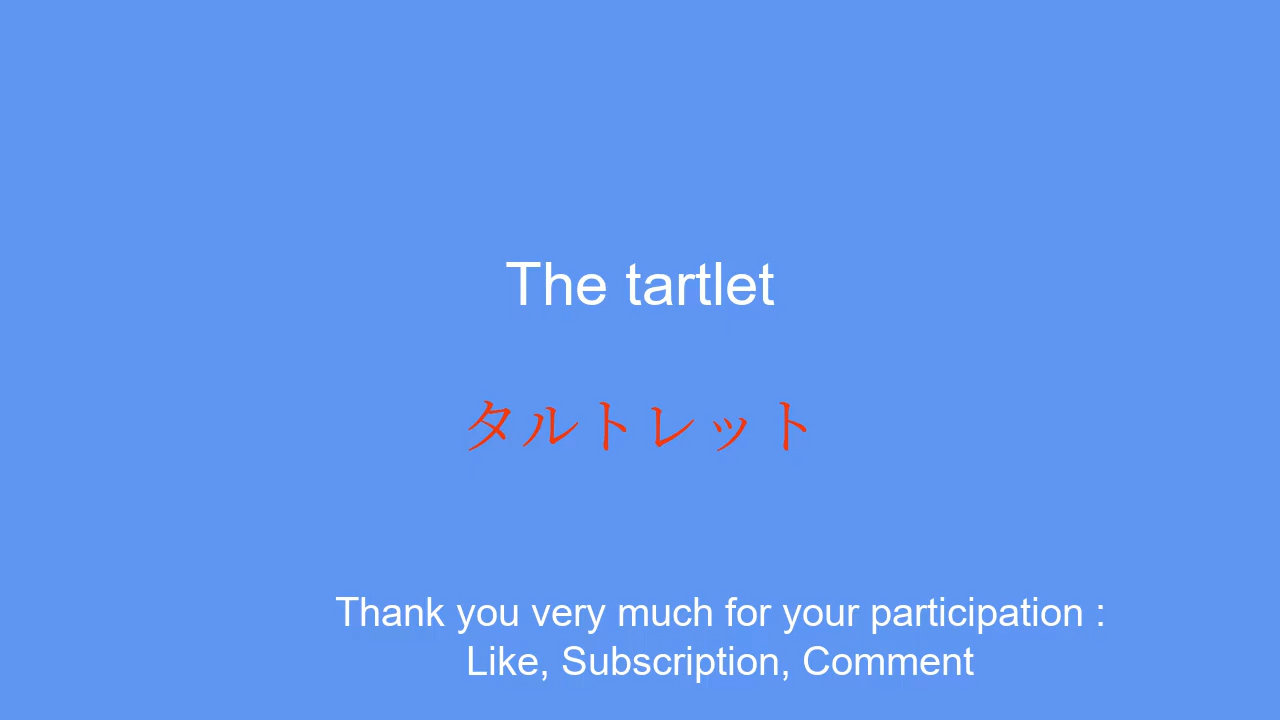 The tartlet
タルトレット
Thank you very much for your participation :
Like, Subscription, Comment